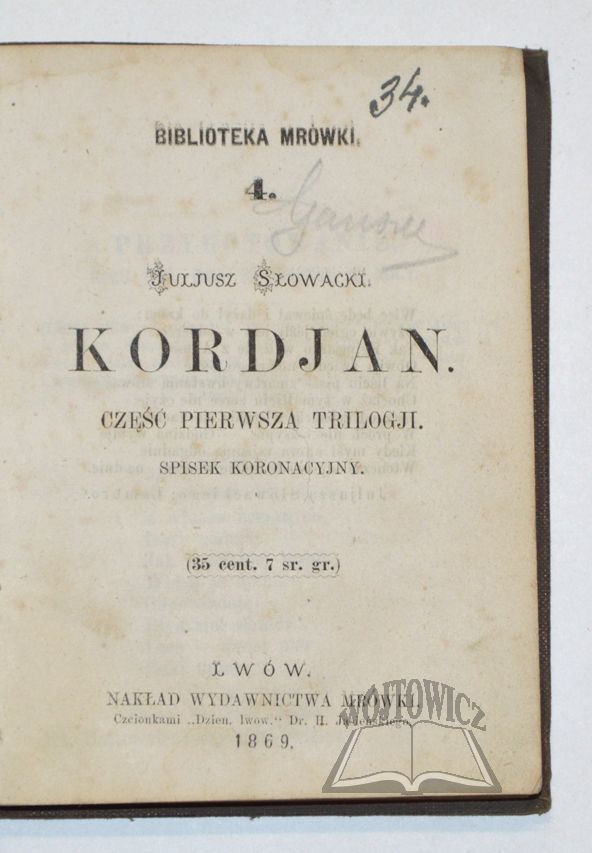 34.
BIBLIOTEKA MRÓWKI.
4.
JULJUSZ SŁOWACKI.
KORDJAN.
CZĘŚĆ PIERWSZA TRILOGJI.
SPISEK KORONACYJNY.
(35 cent. 7 sr. gr.)
LWÓW.
NAKŁAD WYDAWNICTWA MRÓWKI.
Czcionkami „Dzien. lwow.“ Dr. H.
1869.
WÓJTOWICZ